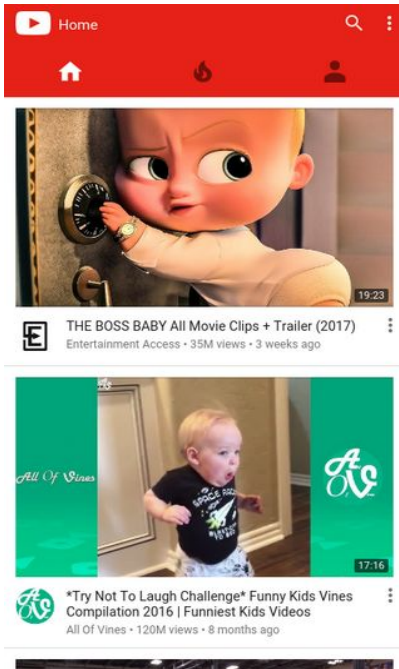 Home
19:23
THE BOSS BABY All Movie Clips + Trailer (2017)
Entertainment Access • 35M views • 3 weeks ago
All Of Vines
SPACE RAC
17:16
*Try Not To Laugh Challenge* Funny Kids Vines
Compilation 2016 | Funniest Kids Videos
All Of Vines • 120M views • 8 months ago